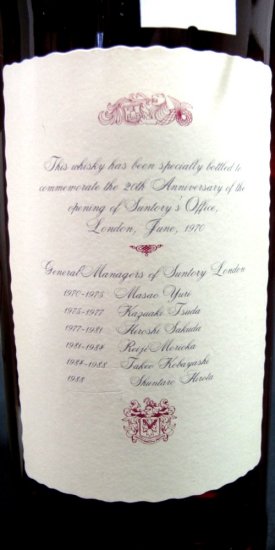 This whisky has been specially bottled to
commemorate the 20th Anniversary of the
opening of Suntory's Office,
London, June, 1970
General Managers of Suntory London
1970-1975 Masao Yuri
1975-1977 Kazuaki Tsuda
1977-1981 Hiroshi Sakuda
1981-1984 Reiji Morioka
1984-1988 Takeo Kobayashi
1988 Shuntaro Hirota